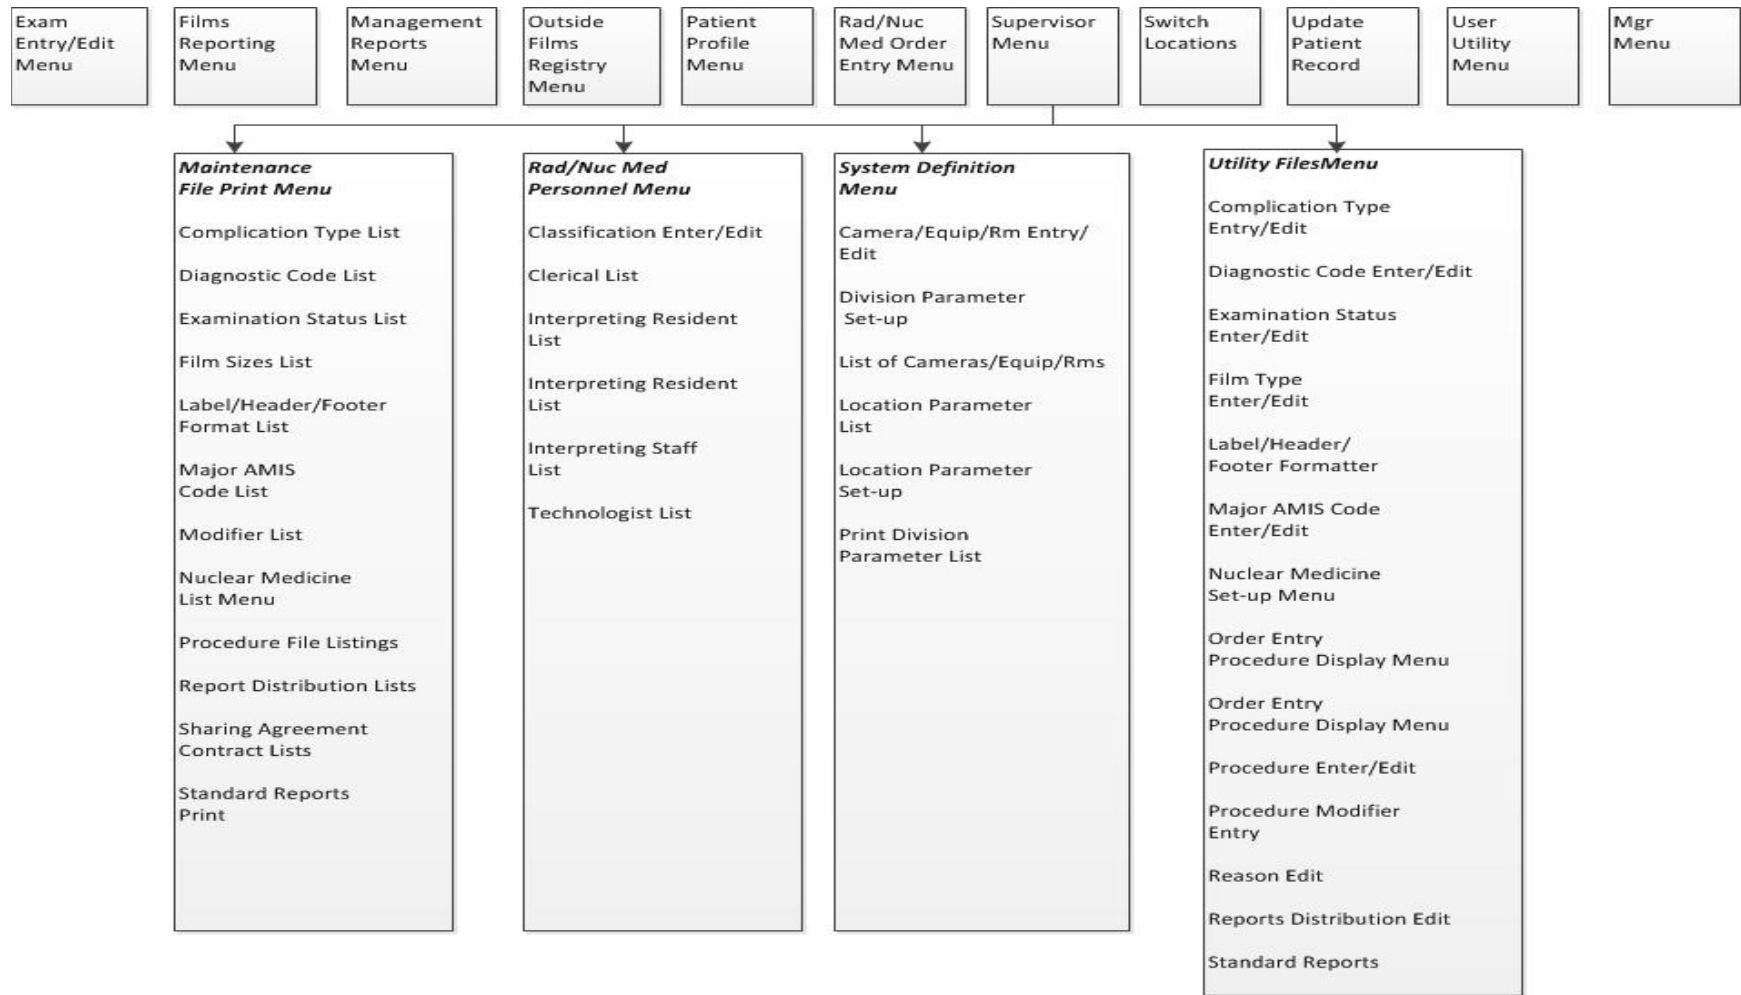 Exam
Entry/Edit
Menu
Films
Reporting
Menu
Management
Reports
Menu
Outside
Films
Registry
Menu
Patient
Profile
Menu
Rad/Nuc
Med Order
Entry Menu
Supervisor
Menu
Switch
Locations
Update
Patient
Record
User
Utility
Menu
Mgr
Menu
Maintenance
File Print Menu
Complication Type List
Diagnostic Code List
Examination Status List
Film Sizes List
Label/Header/Footer
Format List
Major AMIS
Code List
Modifier List
Nuclear Medicine
List Menu
Procedure File Listings
Report Distribution Lists
Sharing Agreement
Contract Lists
Standard Reports
Print
Rad/Nuc Med
Personnel Menu
Classification Enter/Edit
Clerical List
Interpreting Resident
List
Interpreting Resident
List
Interpreting Staff
List
Technologist List
System Definition
Menu
Camera/Equip/Rm Entry/
Edit
Division Parameter
Set-up
List of Cameras/Equip/Rms
Location Parameter
List
Location Parameter
Set-up
Print Division
Parameter List
Utility FilesMenu
Complication Type
Entry/Edit
Diagnostic Code Enter/Edit
Examination Status
Enter/Edit
Film Type
Enter/Edit
Label/Header/
Footer Formatter
Major AMIS Code
Enter/Edit
Nuclear Medicine
Set-up Menu
Order Entry
Procedure Display Menu
Order Entry
Procedure Display Menu
Procedure Enter/Edit
Procedure Modifier
Entry
Reason Edit
Reports Distribution Edit
Standard Reports